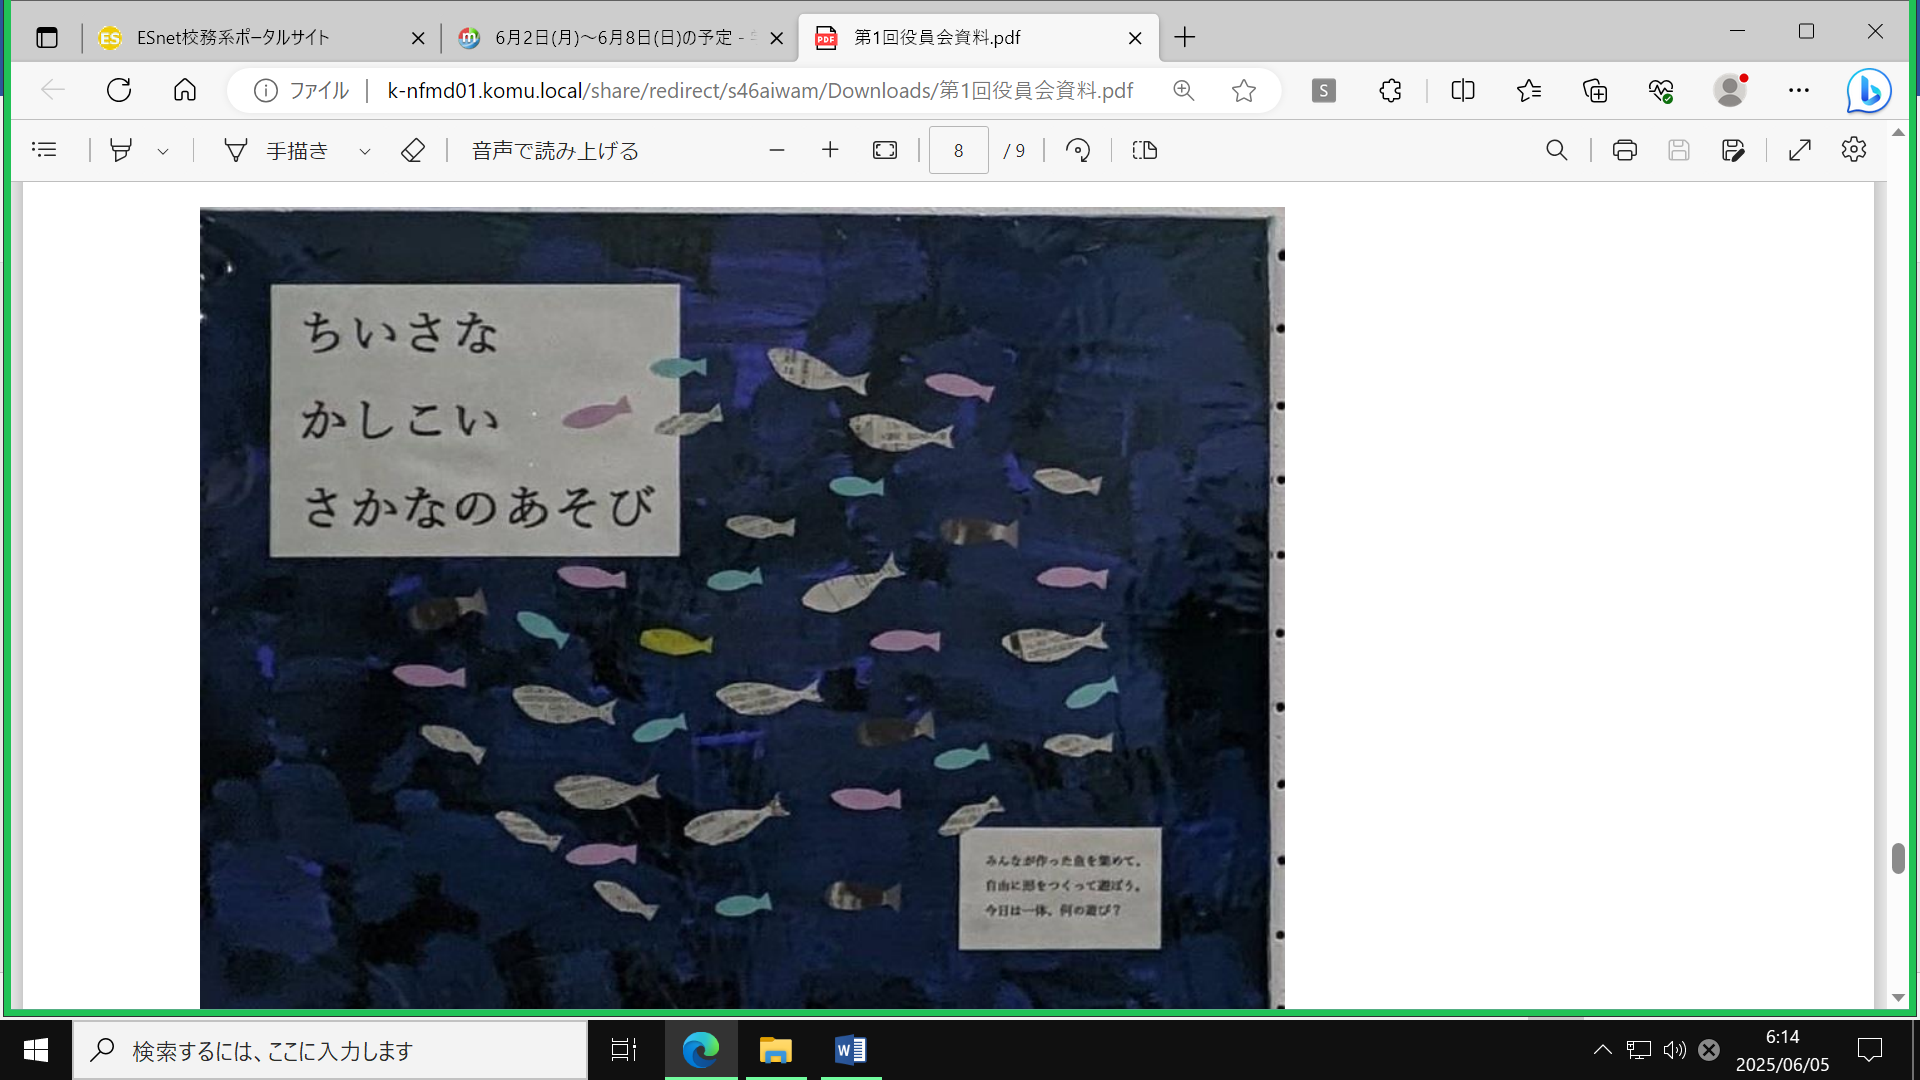 ESnet校務系ポータルサイト
6月2日(月)～6月8日(日)の予定 -
第1回役員会資料.pdf
ファイル
k-nfmd01.komu.local/share/redirect/s46aiwam/Downloads/第1回役員会資料.pdf
手描き
音声で読み上げる
8
/ 9
ちいさな
かしこい
さかなのあそび
みんなが作った魚を集めて、
自由に形をつくって遊ぼう。
今日は一体、何の遊び？
検索するには、ここに入力します
6:14
2025/06/05